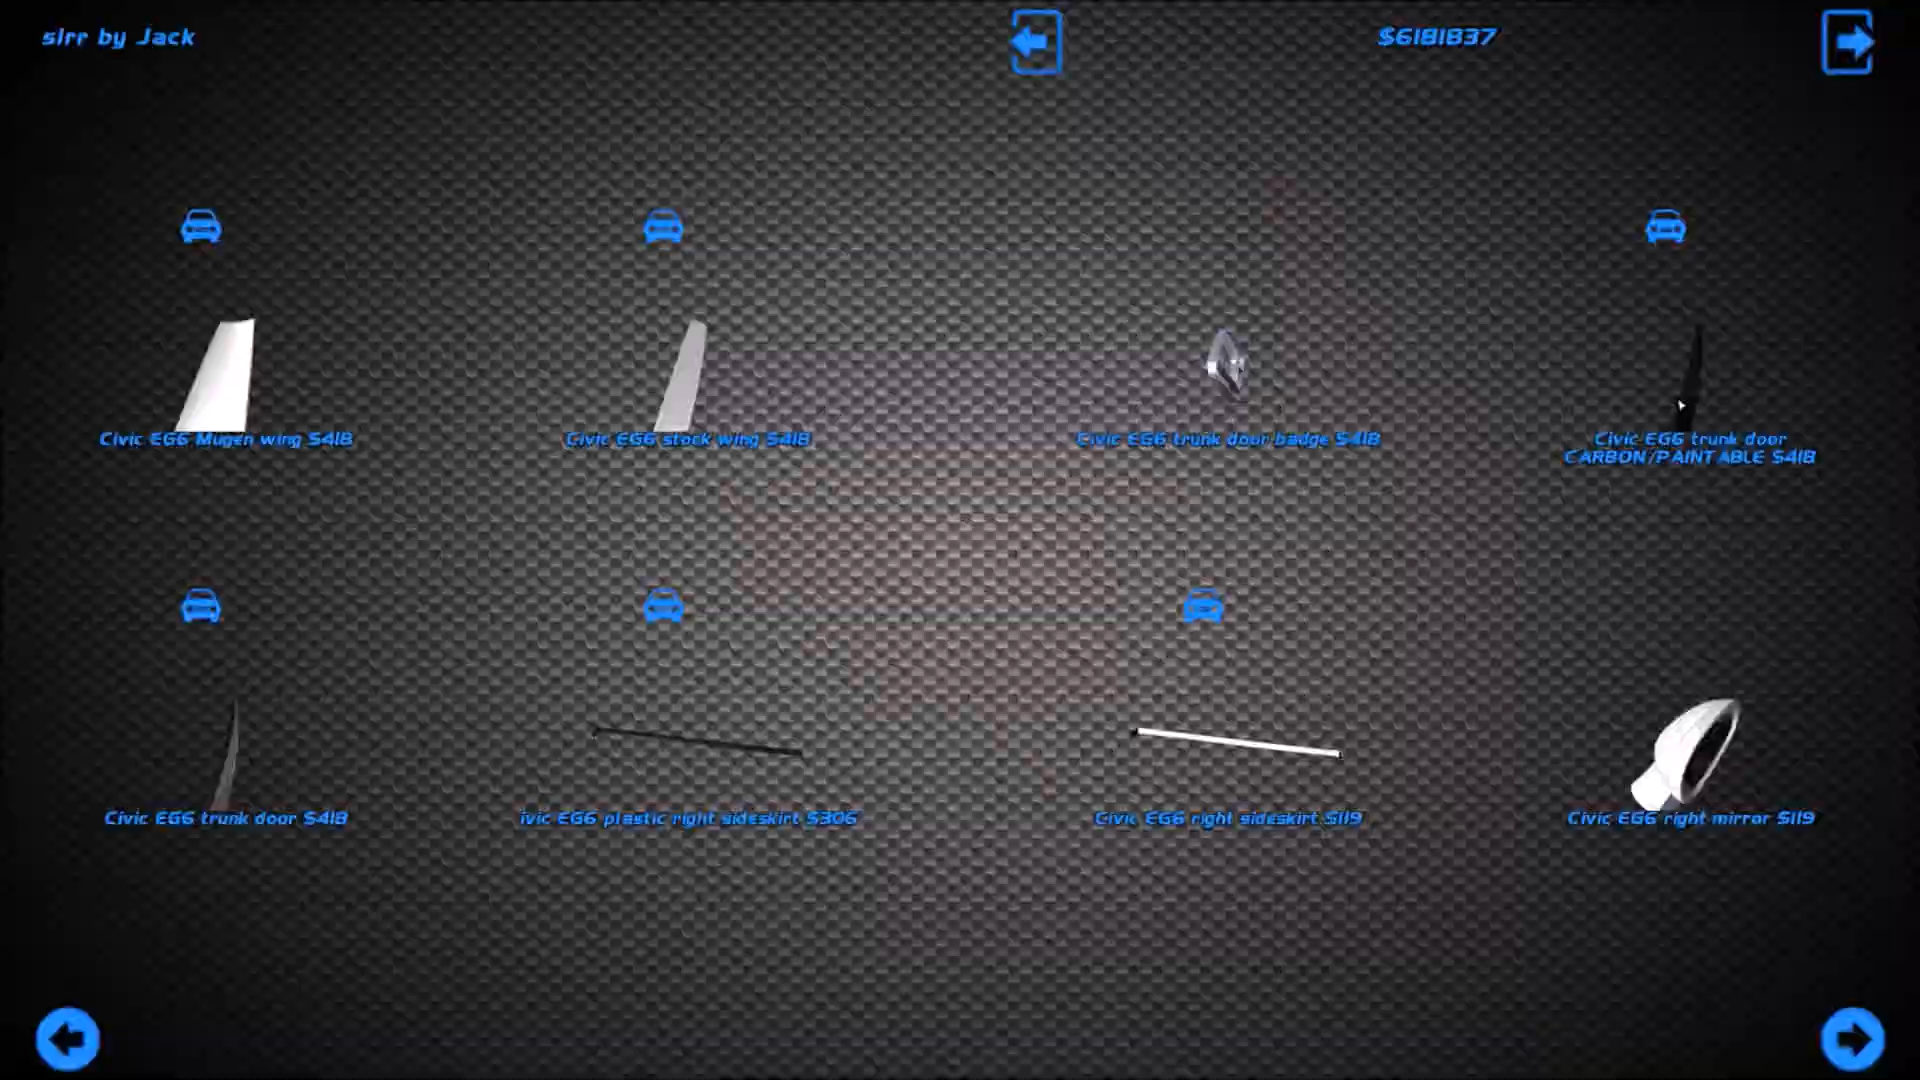 slrr by Jack
$6181837
Civic EG6 Mugen wing $418
Civic EG6 stock wing $418
Civic EG6 trunk door badge $418
Civic EG6 trunk door
CARBON/PAINTABLE $418
Civic EG6 trunk door $418
ivic EG6 plastic right sideskirt $306
Civic EG6 right sideskirt $119
Civic EG6 right mirror $119